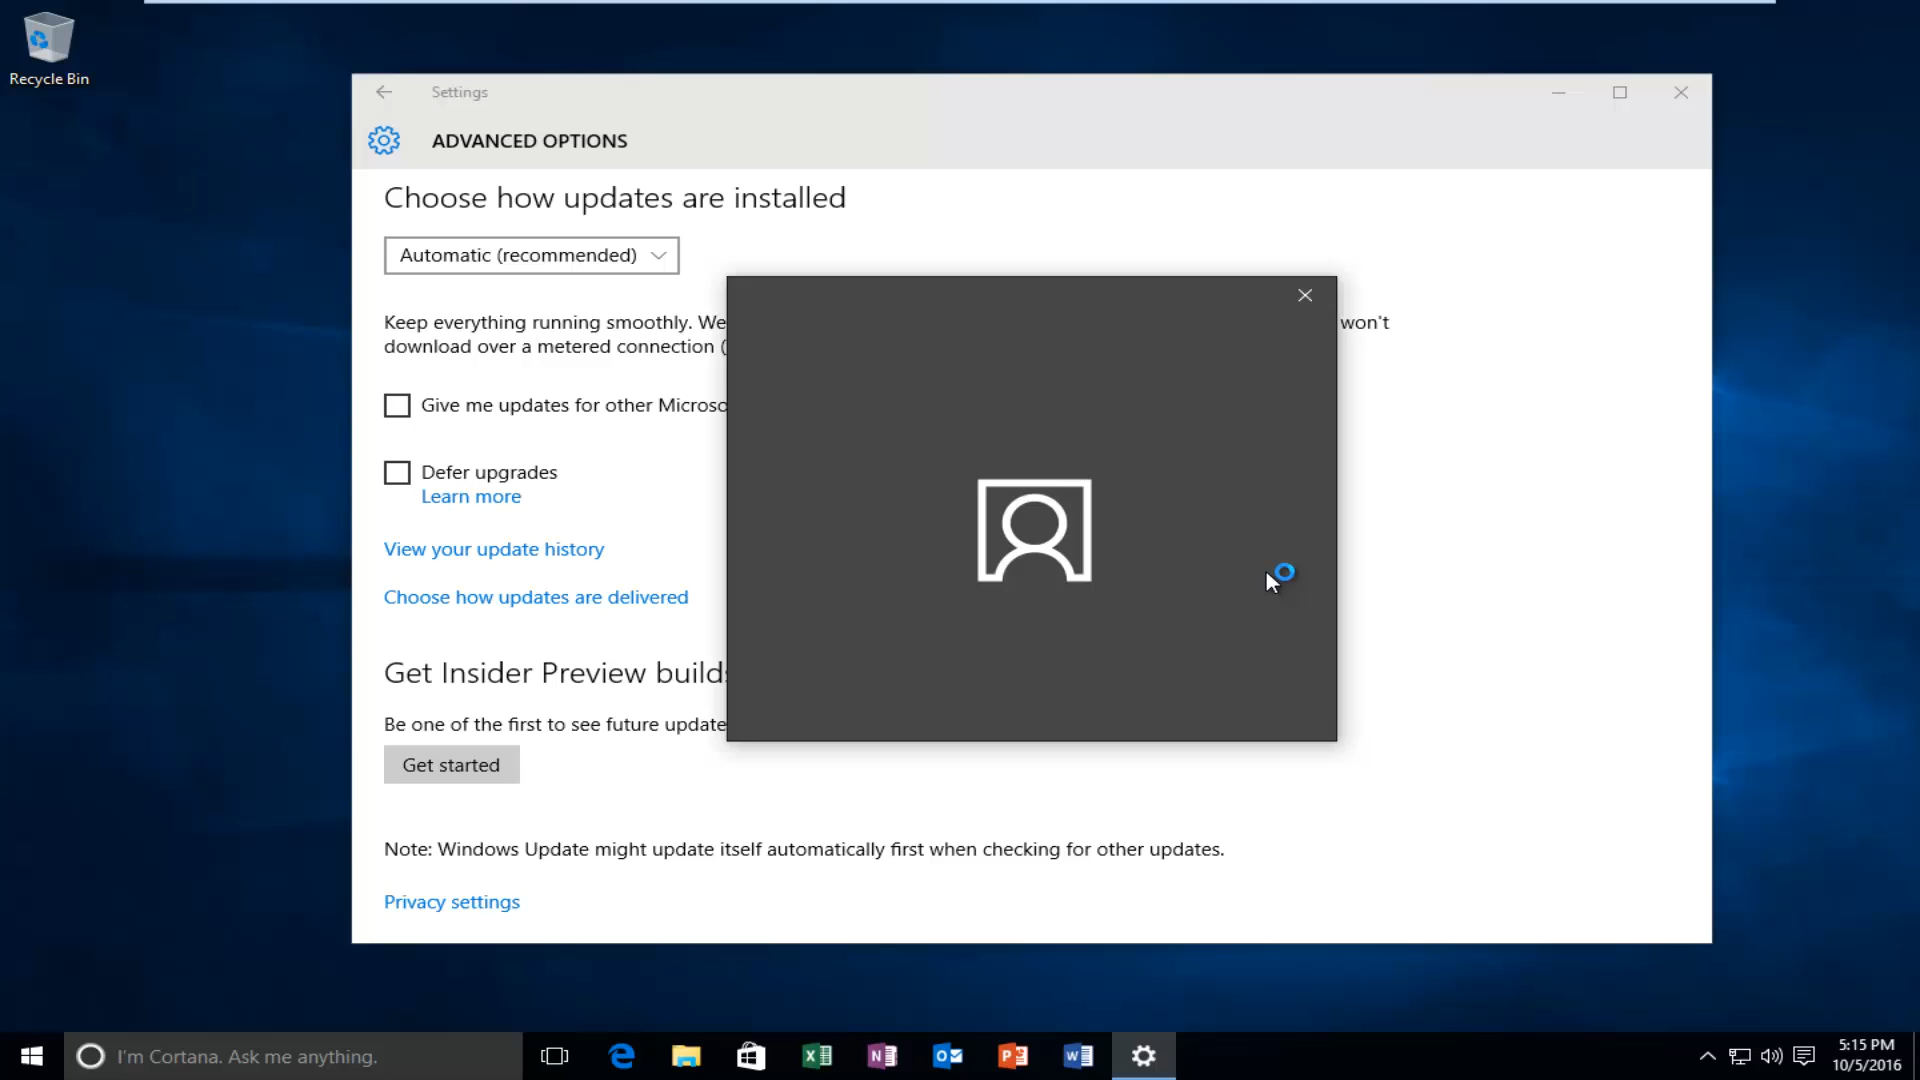 Recycle Bin
Settings
ADVANCED OPTIONS
Choose how updates are installed
Automatic (recommended)
Keep everything running smoothly. We won't
download over a metered connection (
Give me updates for other Microso
Defer upgrades
Learn more
View your update history
Choose how updates are delivered
Get Insider Preview builds
Be one of the first to see future update
Get started
Note: Windows Update might update itself automatically first when checking for other updates.
Privacy settings
I'm Cortana. Ask me anything.
5:15 PM
10/5/2016